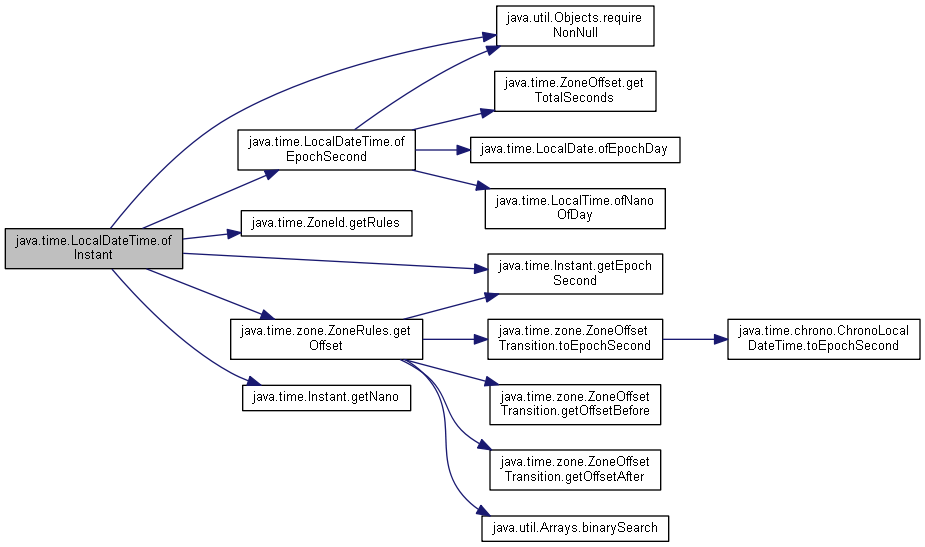 java.util.Objects.require
NonNull
java.time.ZoneOffset.get
TotalSeconds
java.time.LocalDateTime.of
EpochSecond
java.time.LocalDate.ofEpochDay
java.time.LocalTime.ofNano
OfDay
java.time.ZoneId.getRules
java.time.LocalDateTime.of
Instant
java.time.Instant.getEpoch
Second
java.time.zone.ZoneRules.get
Offset
java.time.zone.ZoneOffset
Transition.toEpochSecond
java.time.chrono.ChronoLocal
DateTime.toEpochSecond
java.time.Instant.getNano
java.time.zone.ZoneOffset
Transition.getOffsetBefore
java.time.zone.ZoneOffset
Transition.getOffsetAfter
java.util.Arrays.binarySearch